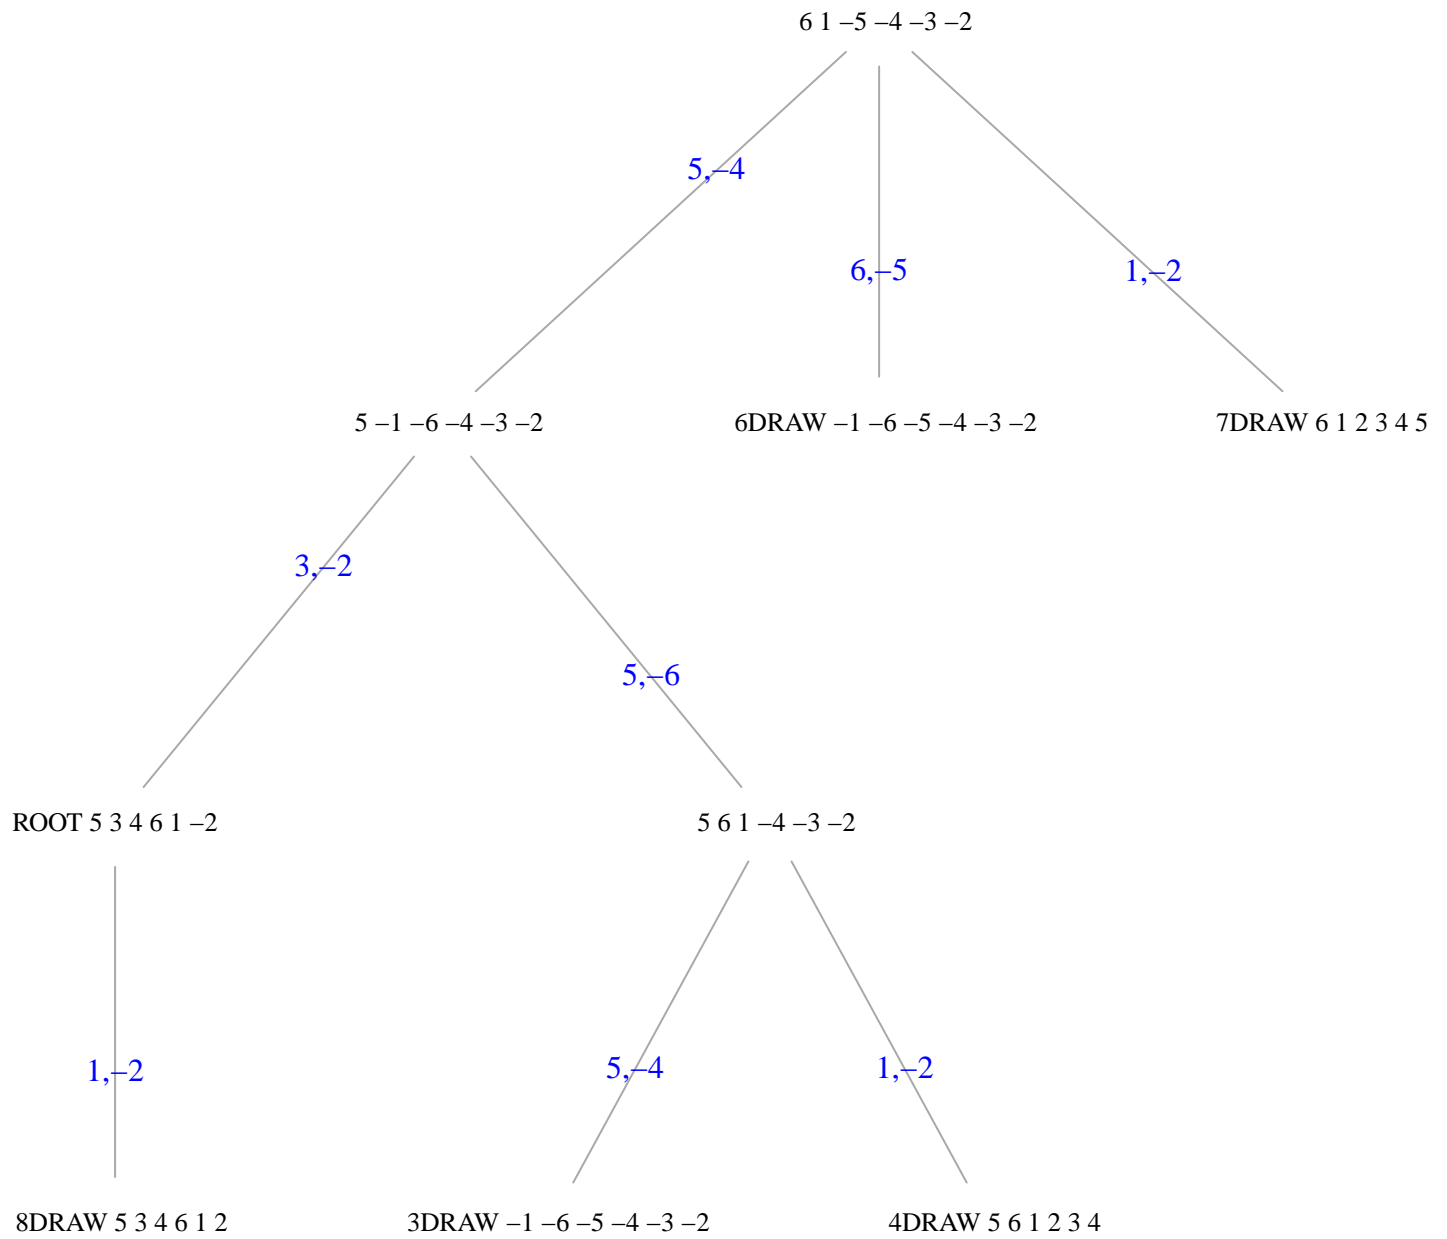 6 1 –5 –4 –3 –2
5,–4
6,–5
1,–2
5 –1 –6 –4 –3 –2
6DRAW –1 –6 –5 –4 –3 –2
7DRAW 6 1 2 3 4 5
3,–2
5,–6
ROOT 5 3 4 6 1 –2
5 6 1 –4 –3 –2
1,–2
5,–4
1,–2
8DRAW 5 3 4 6 1 2
3DRAW –1 –6 –5 –4 –3 –2
4DRAW 5 6 1 2 3 4